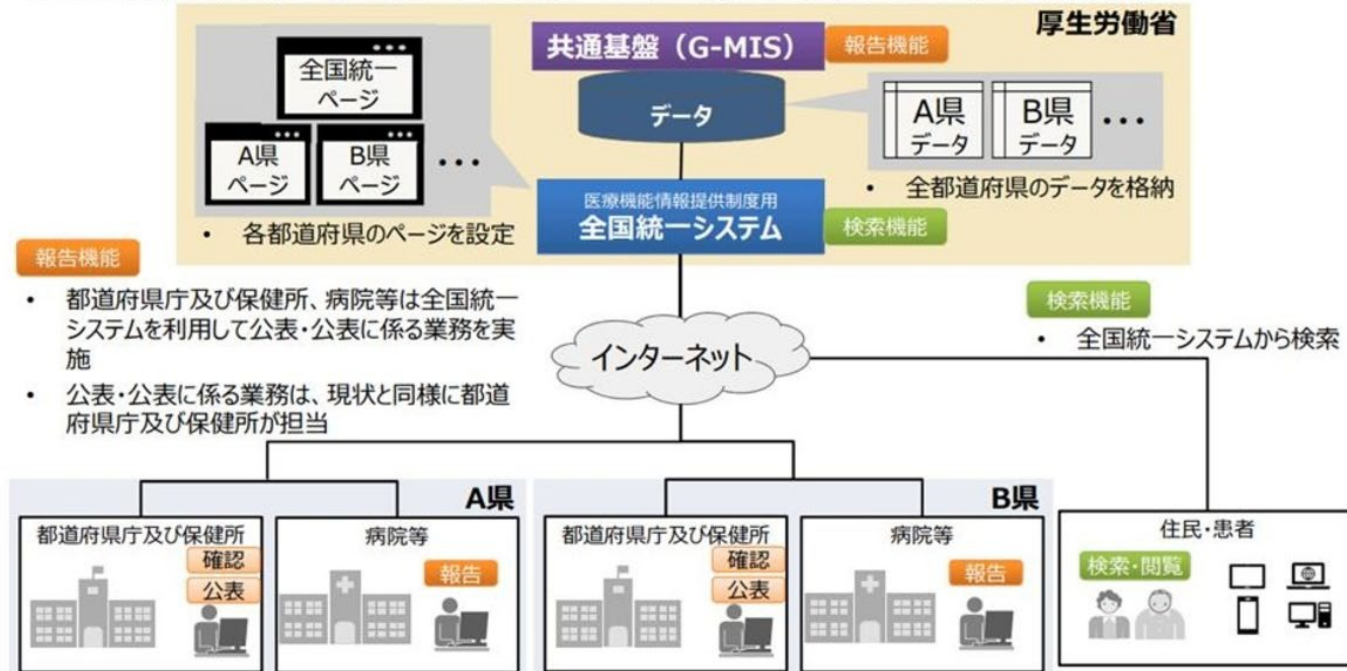 厚生労働省
共通基盤（G-MIS）
報告機能
データ
全国統一
ページ
A県
ページ
B県
ページ
•••
• 各都道府県のページを設定
A県
データ
B県
データ
•••
• 全都道府県のデータを格納
医療機能情報提供制度用
全国統一システム
検索機能
報告機能
• 都道府県庁及び保健所、病院等は全国統一
システムを利用して公表・公表に係る業務を実
施
• 公表・公表に係る業務は、現状と同様に都道
府県庁及び保健所が担当
インターネット
検索機能
• 全国統一システムから検索
A県
都道府県庁及び保健所
確認
公表
病院等
報告
B県
都道府県庁及び保健所
確認
公表
病院等
報告
住民・患者
検索・閲覧